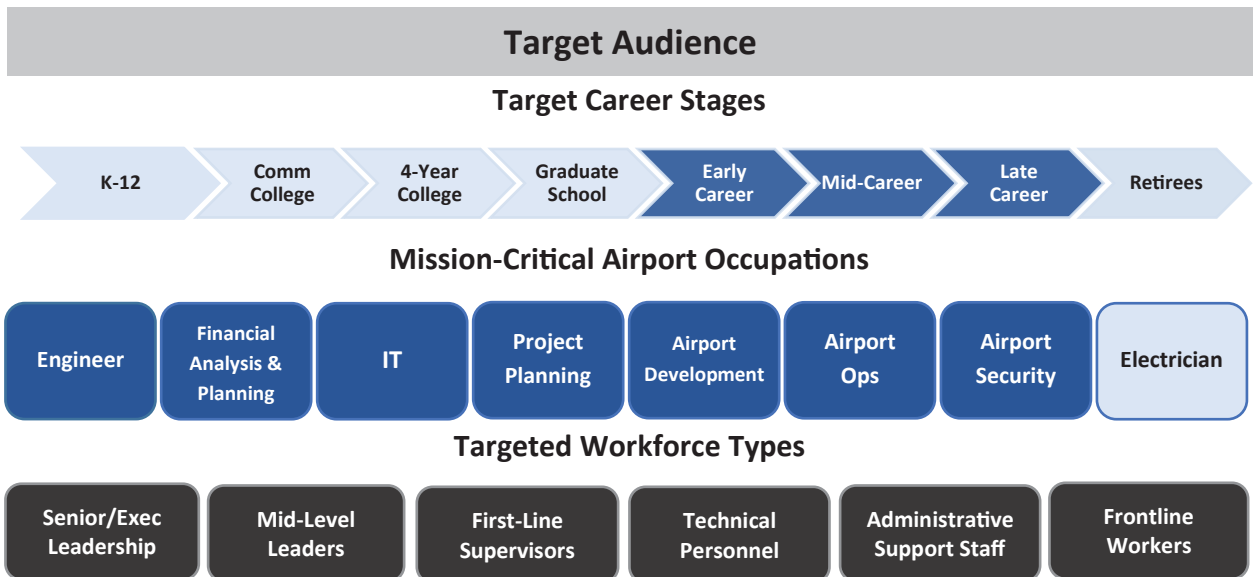 Target Audience
Target Career Stages
K-12
Comm
College
4-Year
College
Graduate
School
Early
Career
Mid-Career
Late
Career
Retirees
Mission-Critical Airport Occupations
Engineer
Financial
Analysis &
Planning
IT
Project
Planning
Airport
Development
Airport
Ops
Airport
Security
Electrician
Targeted Workforce Types
Senior/Exec
Leadership
Mid-Level
Leaders
First-Line
Supervisors
Technical
Personnel
Administrative
Support Staff
Frontline
Workers